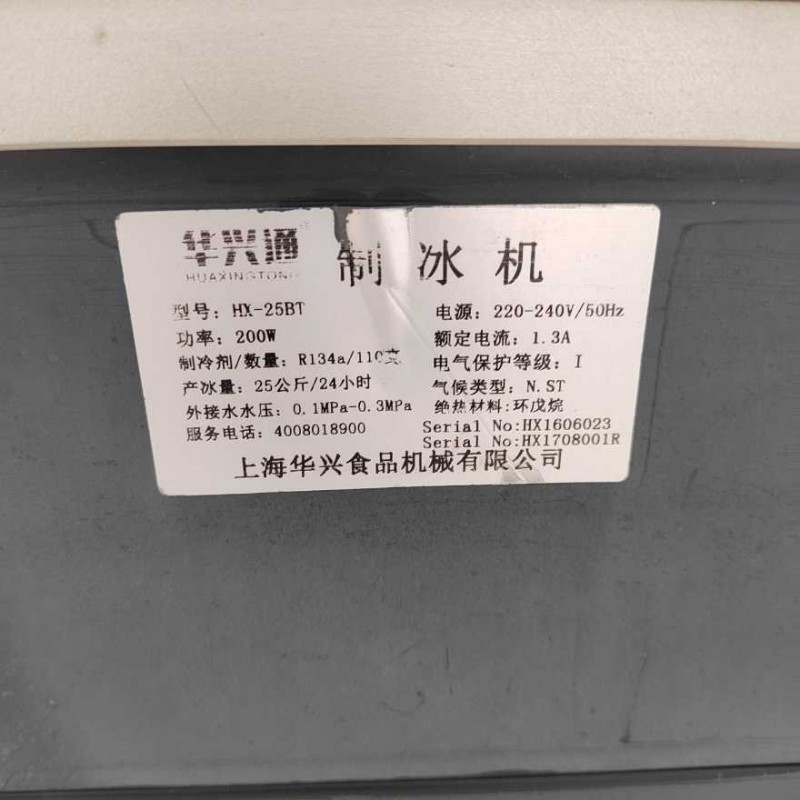 华兴通
HUAXINGTONG
制冰机
型号: HX-25BT
电源: 220-240V/50Hz
功率: 200W
额定电流: 1.3A
制冷剂/数量: R134a/110克
电气保护等级: I
产冰量: 25公斤/24小时
气候类型: N.ST
外接水水压: 0.1MPa-0.3MPa
绝热材料:环戊烷
服务电话: 4008018900
Serial No:HX1606023
Serial No:HX1708001R
上海华兴食品机械有限公司